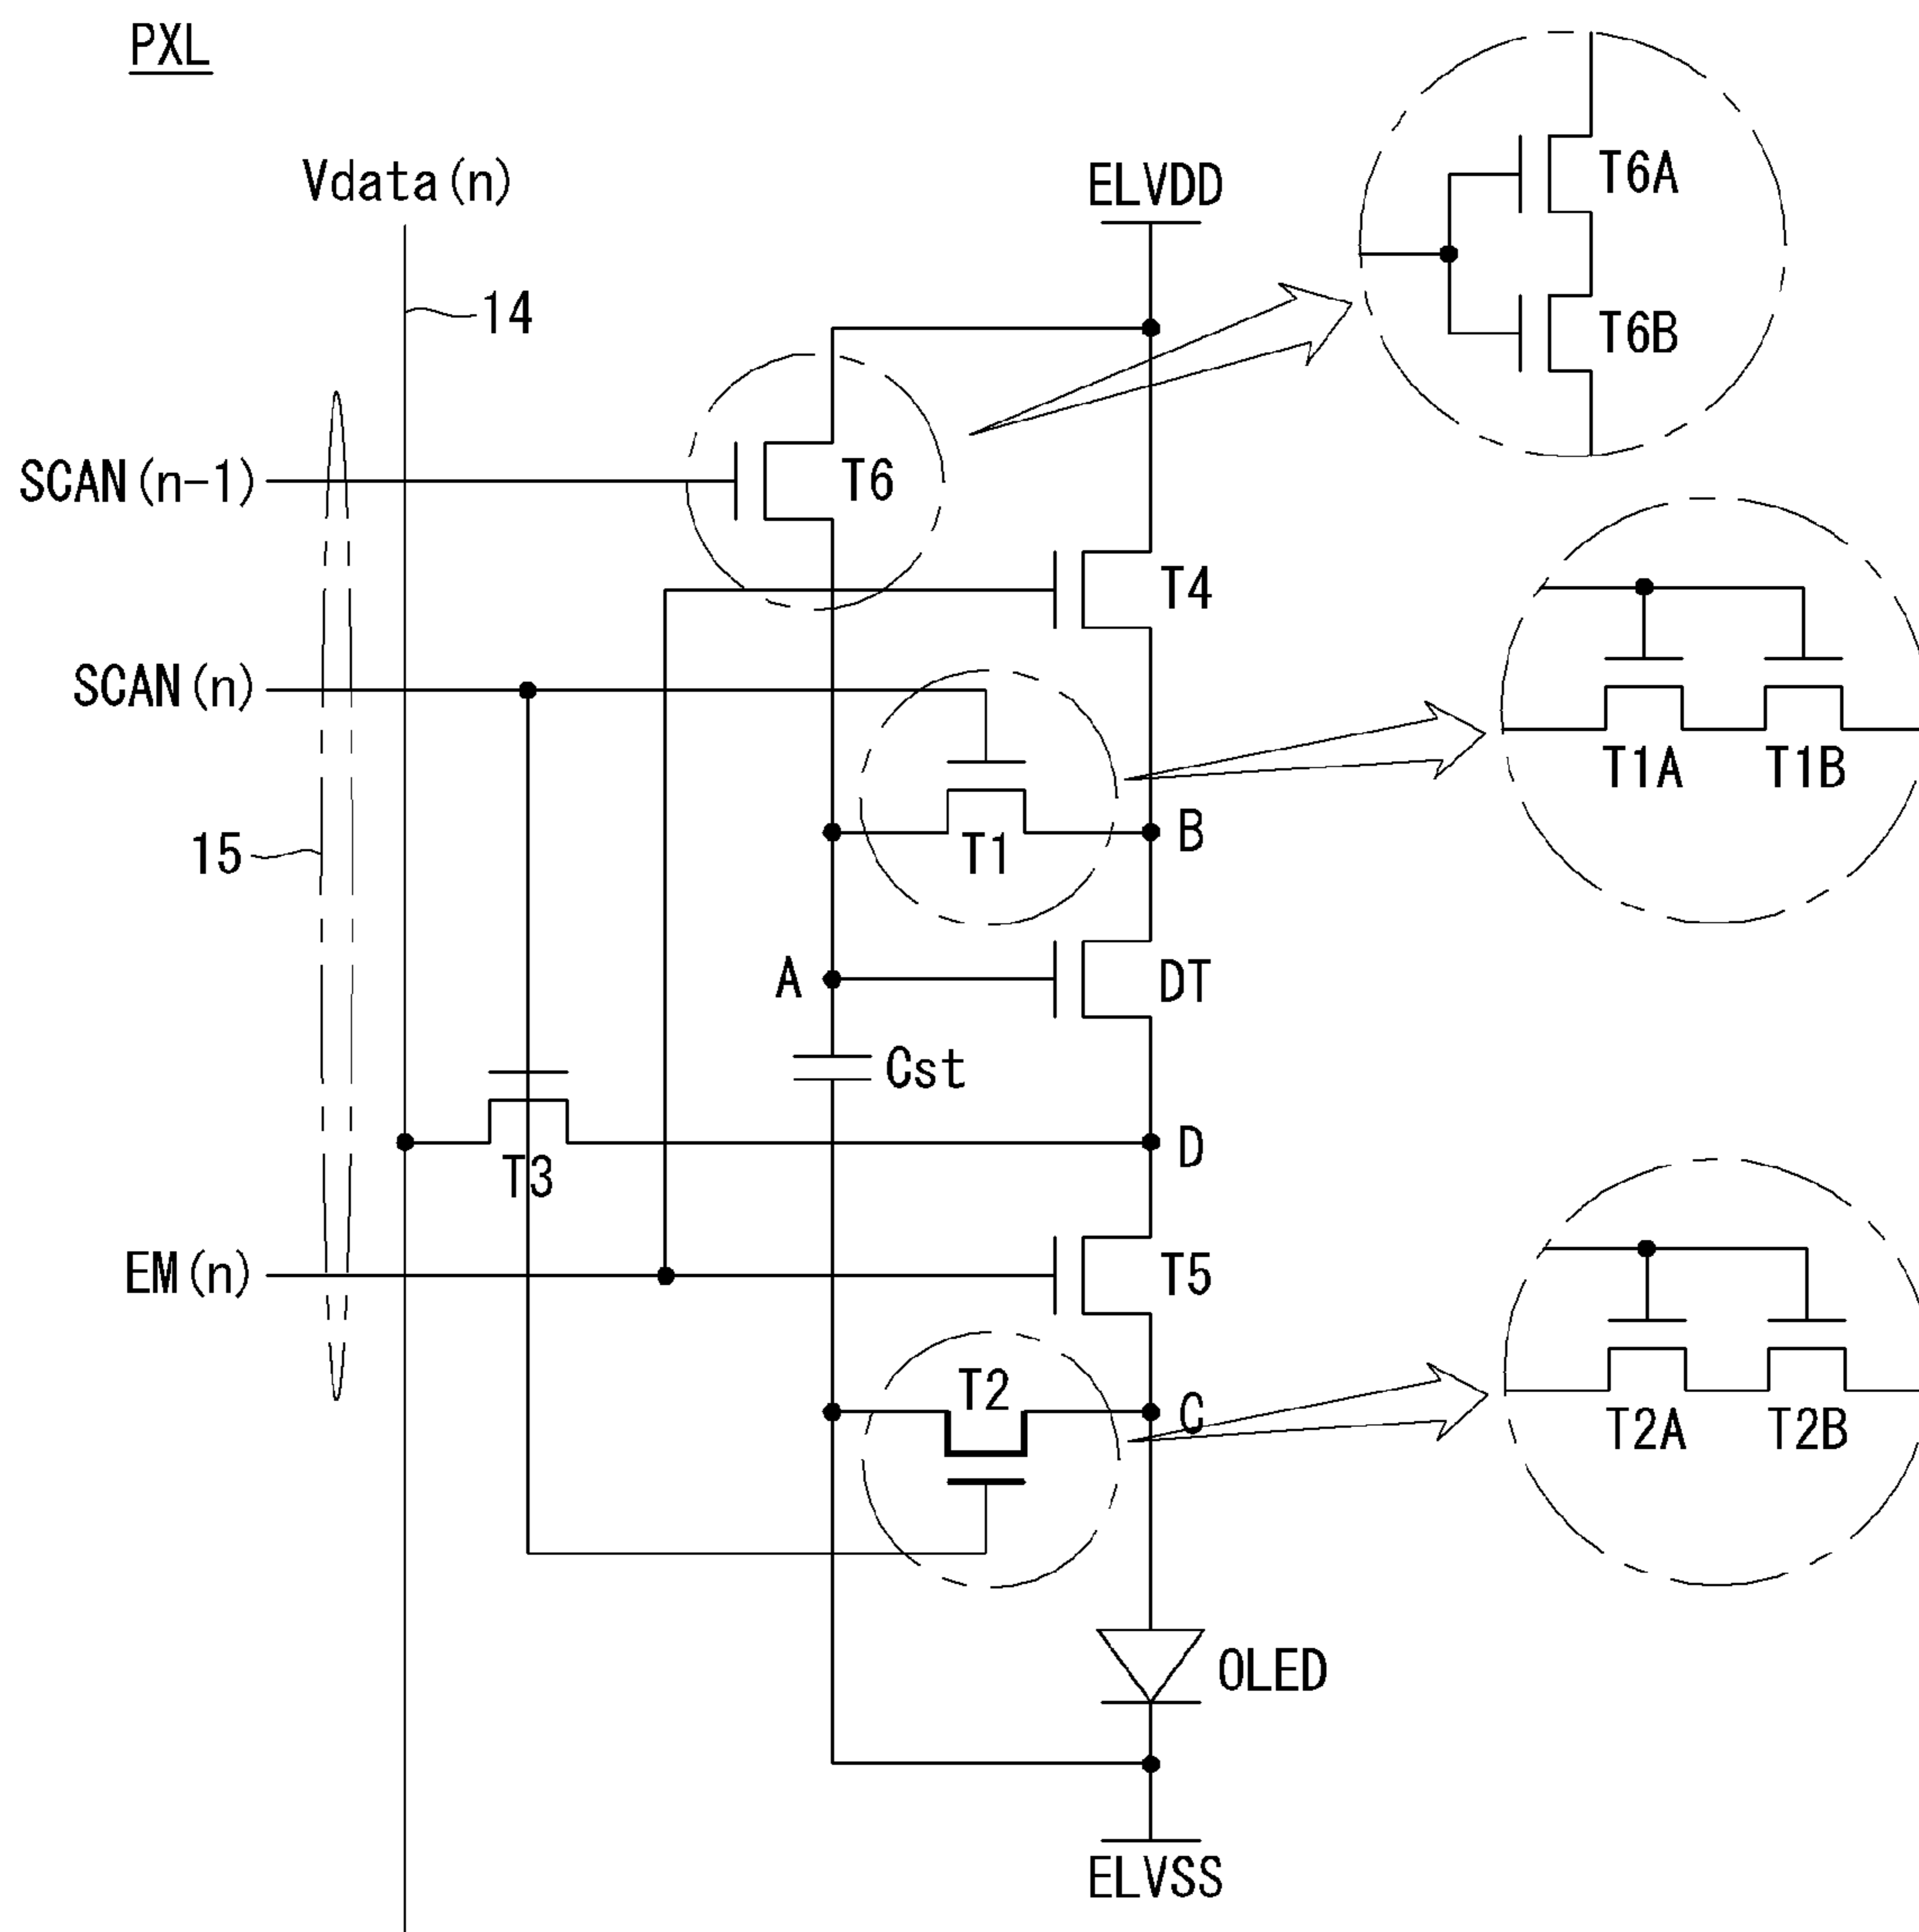 PXL
Vdata(n)
ELVDD
T6A
14
T6B
SCAN(n-1)
T6
T4
SCAN(n)
T1A
T1B
15
T1
B
A
DT
Cst
D
T3
EM(n)
T5
T2
C
T2A
T2B
OLED
ELVSS